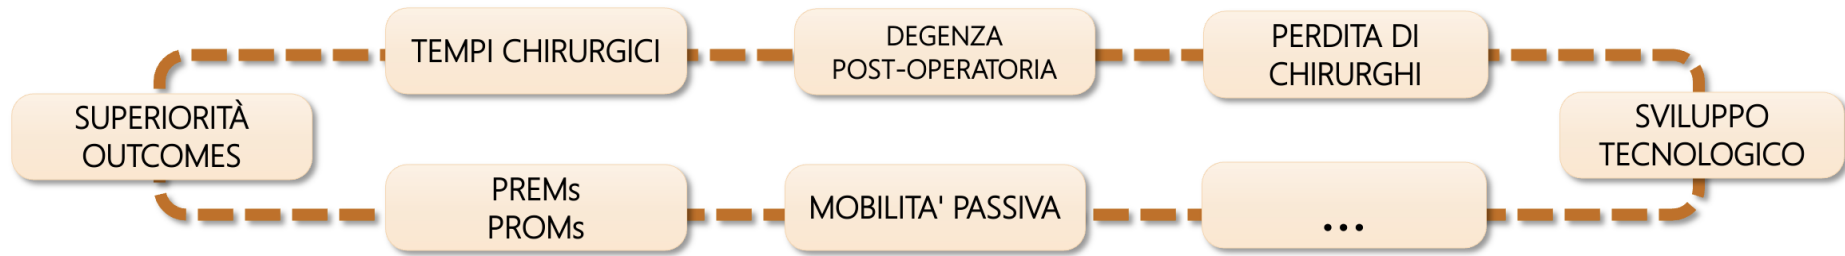 TEMPI CHIRURGICI
DEGENZA
POST-OPERATORIA
PERDITA DI
CHIRURGHI
SUPERIORITÀ
OUTCOMES
SVILUPPO
TECNOLOGICO
PREMs
PROMs
MOBILITA' PASSIVA
...